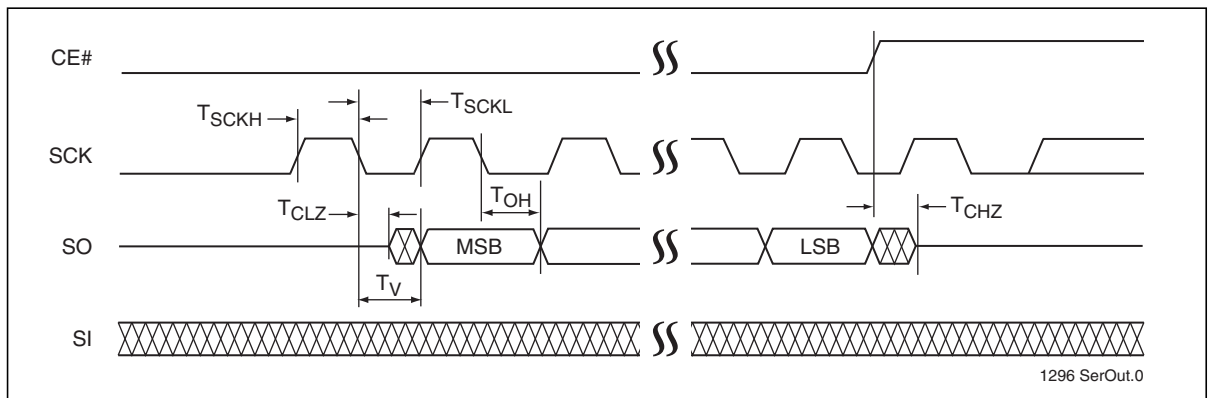 CE#
TSCKH
TSCKL
SCK
TCLZ
TOH
TCHZ
SO
MSB
LSB
TV
SI
1296 SerOut.0